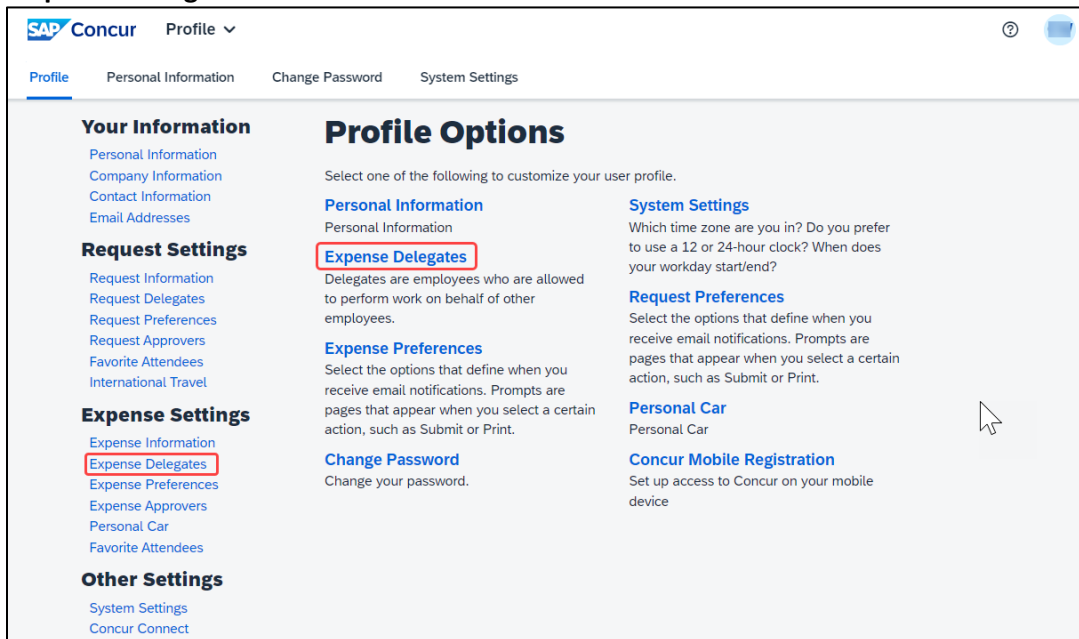 SAP Concur Profile
Profile Personal Information Change Password System Settings
Your Information
Personal Information
Company Information
Contact Information
Email Addresses
Request Settings
Request Information
Request Delegates
Request Preferences
Request Approvers
Favorite Attendees
International Travel
Expense Settings
Expense Information
Expense Delegates
Expense Preferences
Expense Approvers
Personal Car
Favorite Attendees
Other Settings
System Settings
Concur Connect
Profile Options
Select one of the following to customize your user profile.
Personal Information
Personal Information
Expense Delegates
Delegates are employees who are allowed
to perform work on behalf of other
employees.
Expense Preferences
Select the options that define when you
receive email notifications. Prompts are
pages that appear when you select a certain
action, such as Submit or Print.
Change Password
Change your password.
System Settings
Which time zone are you in? Do you prefer
to use a 12 or 24-hour clock? When does
your workday start/end?
Request Preferences
Select the options that define when you
receive email notifications. Prompts are
pages that appear when you select a certain
action, such as Submit or Print.
Personal Car
Personal Car
Concur Mobile Registration
Set up access to Concur on your mobile
device